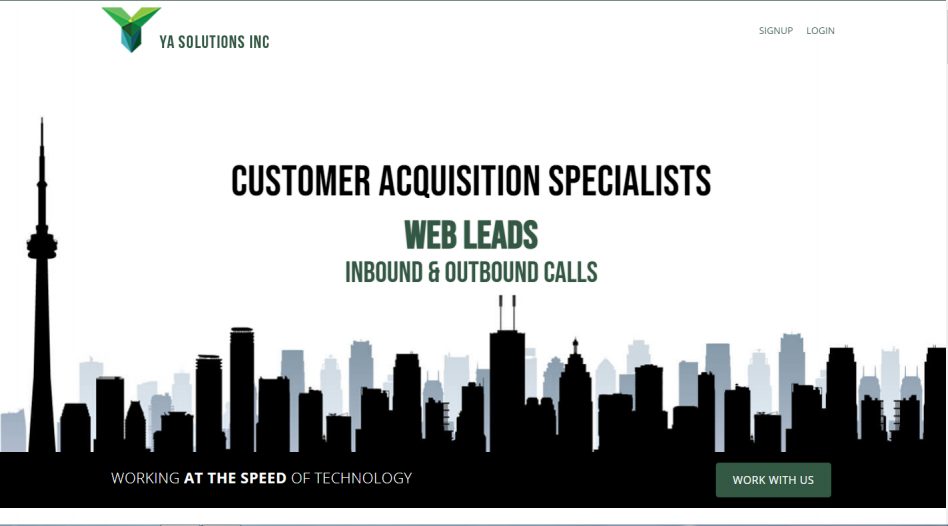 YA SOLUTIONS INC
SIGNUP LOGIN
CUSTOMER ACQUISITION SPECIALISTS
WEB LEADS
INBOUND & OUTBOUND CALLS
WORKING AT THE SPEED OF TECHNOLOGY
WORK WITH US